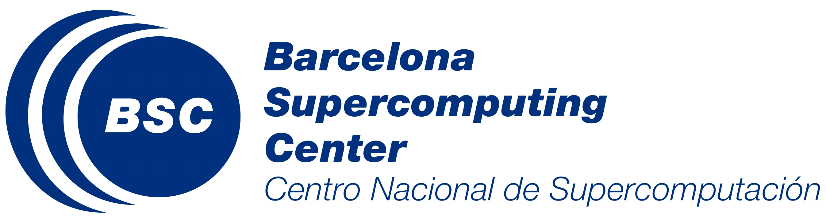 BSC
Barcelona
Supercomputing
Center
Centro Nacional de Supercomputación